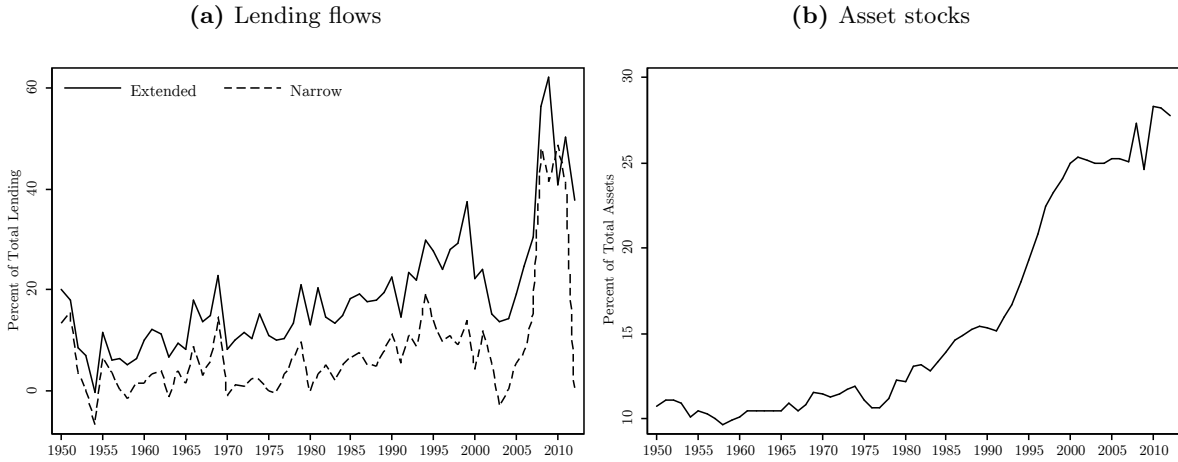 (a) Lending flows
(b) Asset stocks
Percent of Total Lending
0 20 40 60
Extended Narrow
1950 1955 1960 1965 1970 1975 1980 1985 1990 1995 2000 2005 2010
Percent of Total Assets
10 15 20 25 30
1950 1955 1960 1965 1970 1975 1980 1985 1990 1995 2000 2005 2010